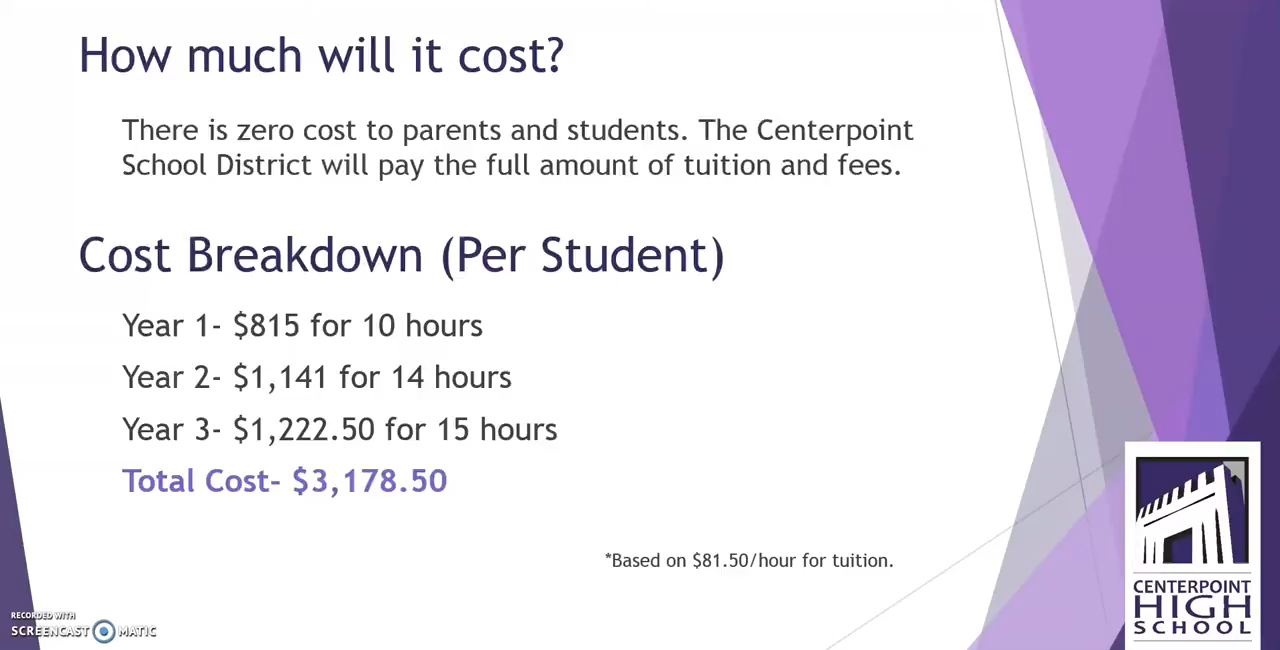 How much will it cost?
There is zero cost to parents and students. The Centerpoint
School District will pay the full amount of tuition and fees.
Cost Breakdown (Per Student)
Year 1- $815 for 10 hours
Year 2- $1,141 for 14 hours
Year 3- $1,222.50 for 15 hours
Total Cost- $3,178.50
*Based on $81.50/hour for tuition.
CENTERPOINT
HIGH
SCHOOL
RECORDED WITH
SCREENCAST MATIC